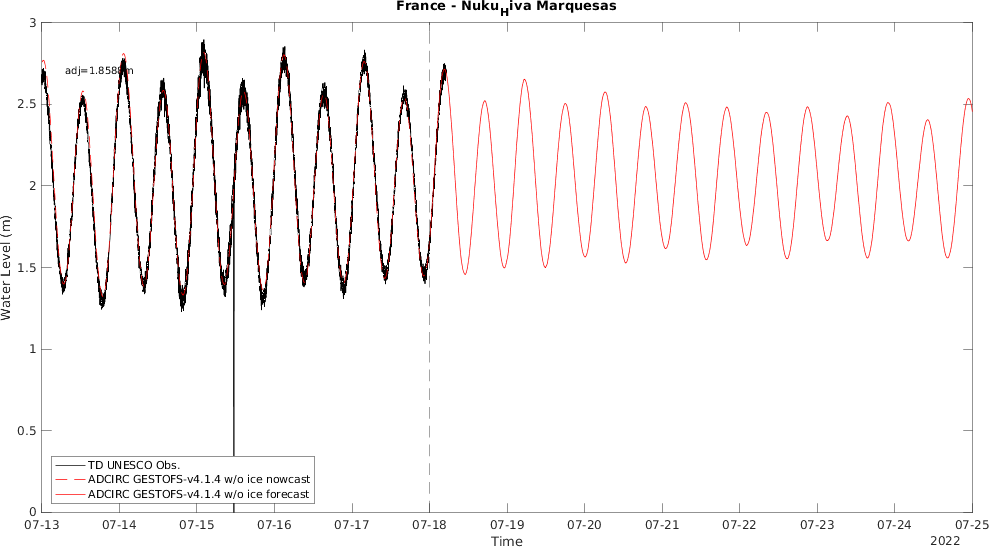 France - Nuku_Hiva Marquesas
adj=1.8588m
Water Level (m)
3
2.5
2
1.5
1
0.5
0
TD UNESCO Obs.
ADCIRC GESTOFS-v4.1.4 w/o ice nowcast
ADCIRC GESTOFS-v4.1.4 w/o ice forecast
07-13 07-14 07-15 07-16 07-17 07-18 07-19 07-20 07-21 07-22 07-23 07-24 07-25
Time
2022